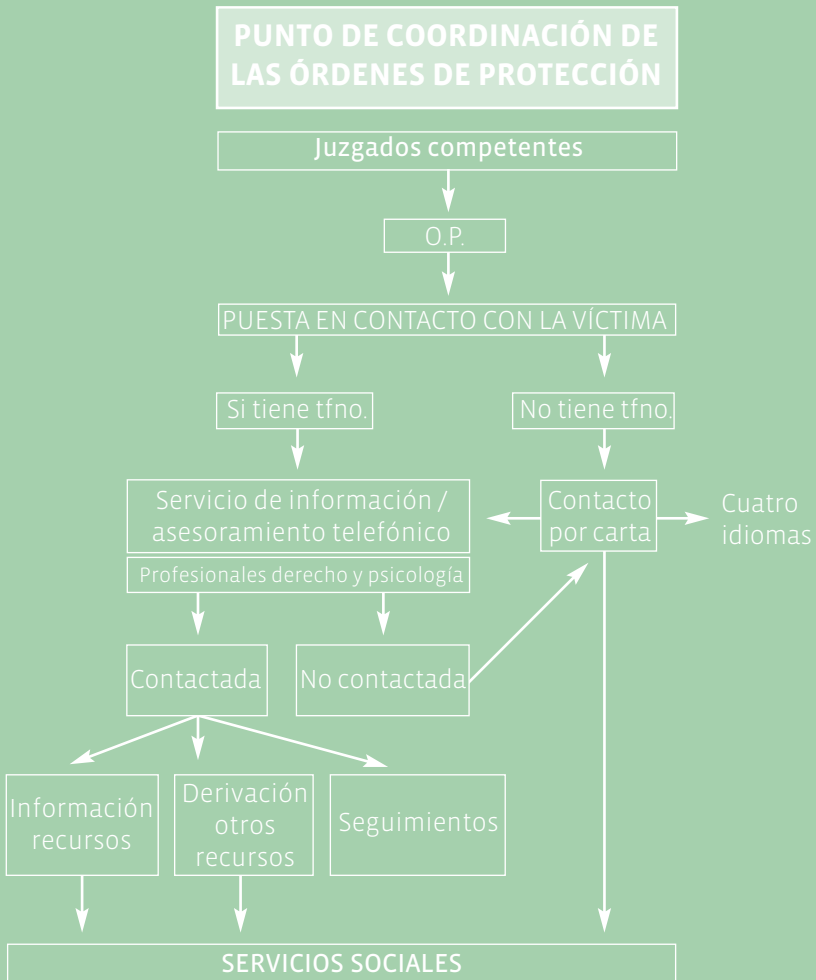 PUNTO DE COORDINACIÓN DE
LAS ÓRDENES DE PROTECCIÓN
Juzgados competentes
O.P.
PUESTA EN CONTACTO CON LA VÍCTIMA
Si tiene tfno.
No tiene tfno.
Servicio de información /
asesoramiento telefónico
Profesionales derecho y psicología
Contacto
por carta
Cuatro
idiomas
Contactada
No contactada
Información
recursos
Derivación
otros
recursos
Seguimientos
SERVICIOS SOCIALES